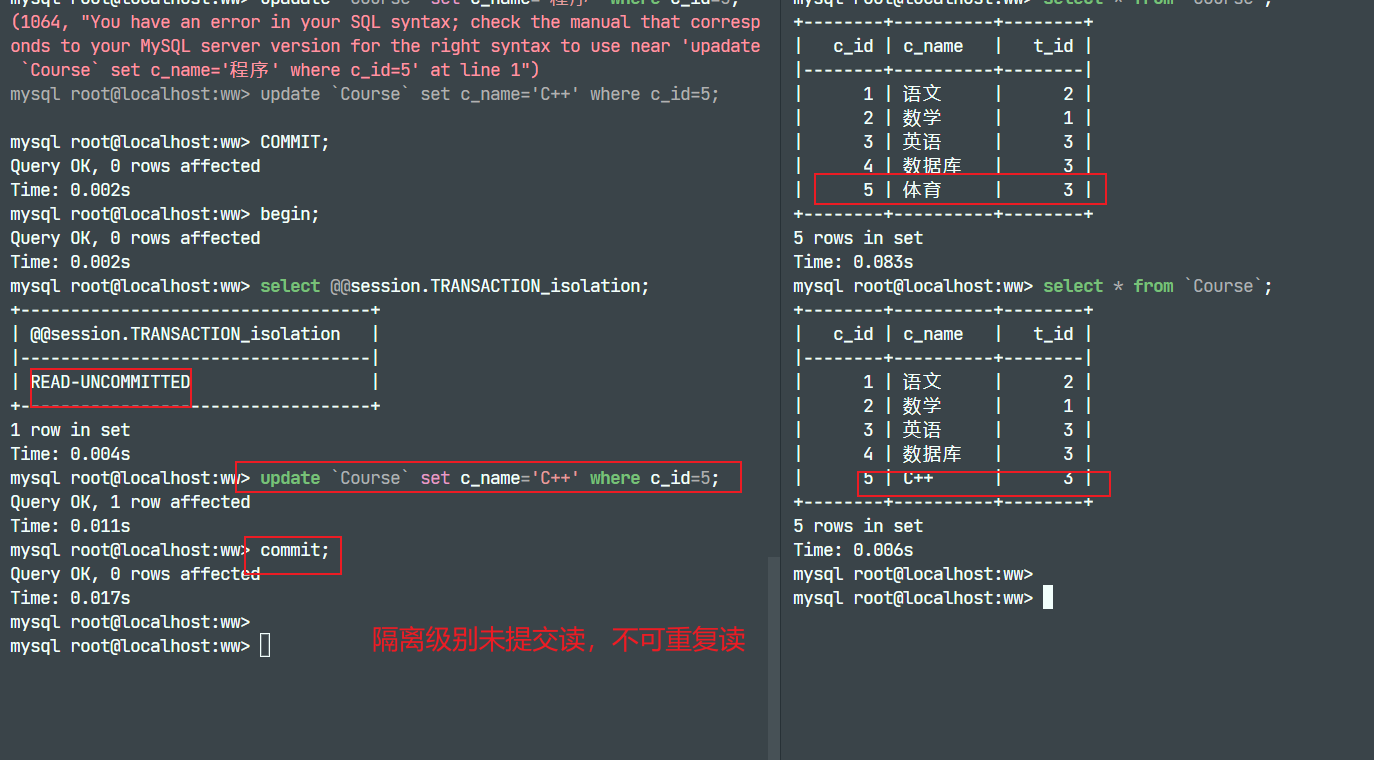 mysql root@localhost:ww> upadate `Course` set c_name='程序' where c_id=5;
(1064, "You have an error in your SQL syntax; check the manual that corresp
onds to your MySQL server version for the right syntax to use near 'upadate
 `Course` set c_name='程序' where c_id=5' at line 1")
mysql root@localhost:ww> update `Course` set c_name='C++' where c_id=5;
mysql root@localhost:ww> COMMIT;
Query OK, 0 rows affected
Time: 0.002s
mysql root@localhost:ww> begin;
Query OK, 0 rows affected
Time: 0.002s
mysql root@localhost:ww> select @@session.TRANSACTION_isolation;
+-----------------------------------+
| @@session.TRANSACTION_isolation   |
|-----------------------------------|
| READ-UNCOMMITTED                  |
+-----------------------------------+
1 row in set
Time: 0.004s
mysql root@localhost:ww> update `Course` set c_name='C++' where c_id=5;
Query OK, 1 row affected
Time: 0.011s
mysql root@localhost:ww> commit;
Query OK, 0 rows affected
Time: 0.017s
mysql root@localhost:ww>
mysql root@localhost:ww>
隔离级别未提交读，不可重复读
mysql root@localhost:ww> select * from `Course`;
+--------+----------+--------+
|   c_id | c_name   |   t_id |
|--------+----------+--------|
|      1 | 语文     |      2 |
|      2 | 数学     |      1 |
|      3 | 英语     |      3 |
|      4 | 数据库   |      3 |
|      5 | 体育     |      3 |
+--------+----------+--------+
5 rows in set
Time: 0.083s
mysql root@localhost:ww> select * from `Course`;
+--------+----------+--------+
|   c_id | c_name   |   t_id |
|--------+----------+--------|
|      1 | 语文     |      2 |
|      2 | 数学     |      1 |
|      3 | 英语     |      3 |
|      4 | 数据库   |      3 |
|      5 | C++      |      3 |
+--------+----------+--------+
5 rows in set
Time: 0.006s
mysql root@localhost:ww>
mysql root@localhost:ww>